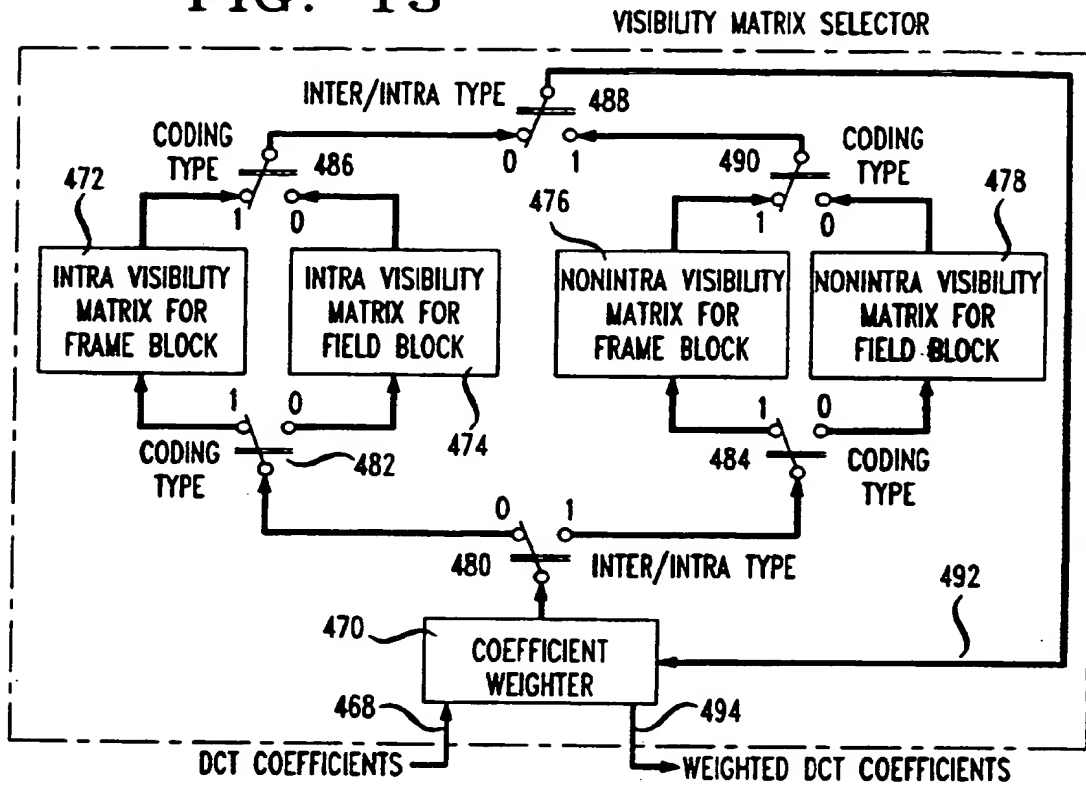 FIG. 13
VISIBILITY MATRIX SELECTOR
INTER/INTRA TYPE
488
0
1
CODING TYPE
486
1
0
472
490
CODING TYPE
1
0
476
478
INTRA VISIBILITY
MATRIX FOR
FRAME BLOCK
INTRA VISIBILITY
MATRIX FOR
FIELD BLOCK
NONINTRA VISIBILITY
MATRIX FOR
FRAME BLOCK
NONINTRA VISIBILITY
MATRIX FOR
FIELD BLOCK
1
0
CODING TYPE
482
474
1
0
484
CODING TYPE
0
1
480
INTER/INTRA TYPE
492
470
COEFFICIENT
WEIGHTER
468
494
DCT COEFFICIENTS
WEIGHTED DCT COEFFICIENTS